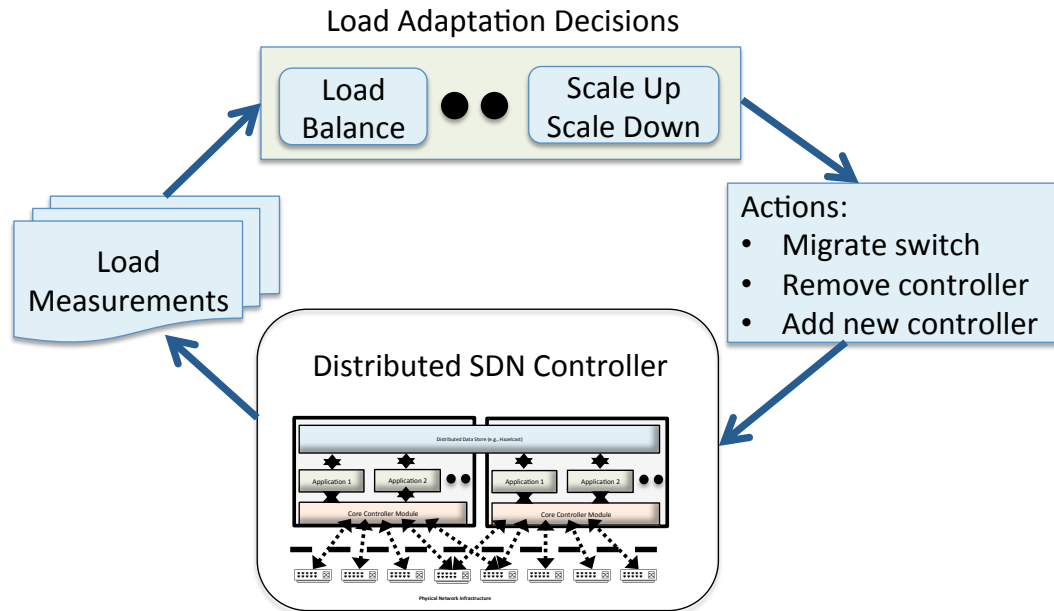 Load Adaptation Decisions
Load
Balance
Scale Up
Scale Down
Actions:
• Migrate switch
• Remove controller
• Add new controller
Load
Measurements
Distributed SDN Controller
Distributed Data Store (e.g., Hazelcast)
Application 1
Application 2
Application 1
Application 2
Core Controller Module
Core Controller Module
Physical Network Infrastructure